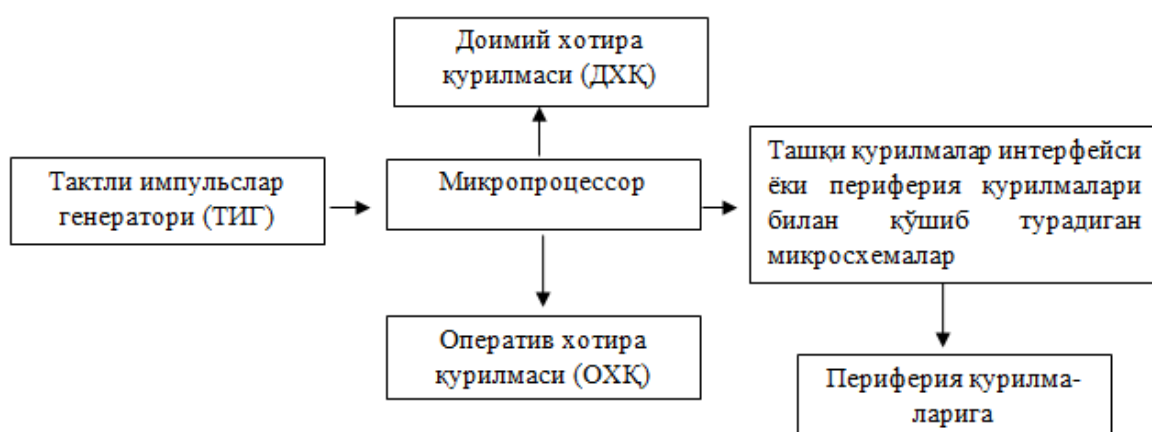 Доимий хотира
қурилмаси (ДХҚ)
Тактли импульслар
генератори (ТИГ)
Микропроцессор
Ташқи қурилмалар интерфейси
ёки периферия қурилмалари
билан қўшиб турадиган
микросхемалар
Оператив хотира
қурилмаси (ОХҚ)
Периферия қурилма-
ларига